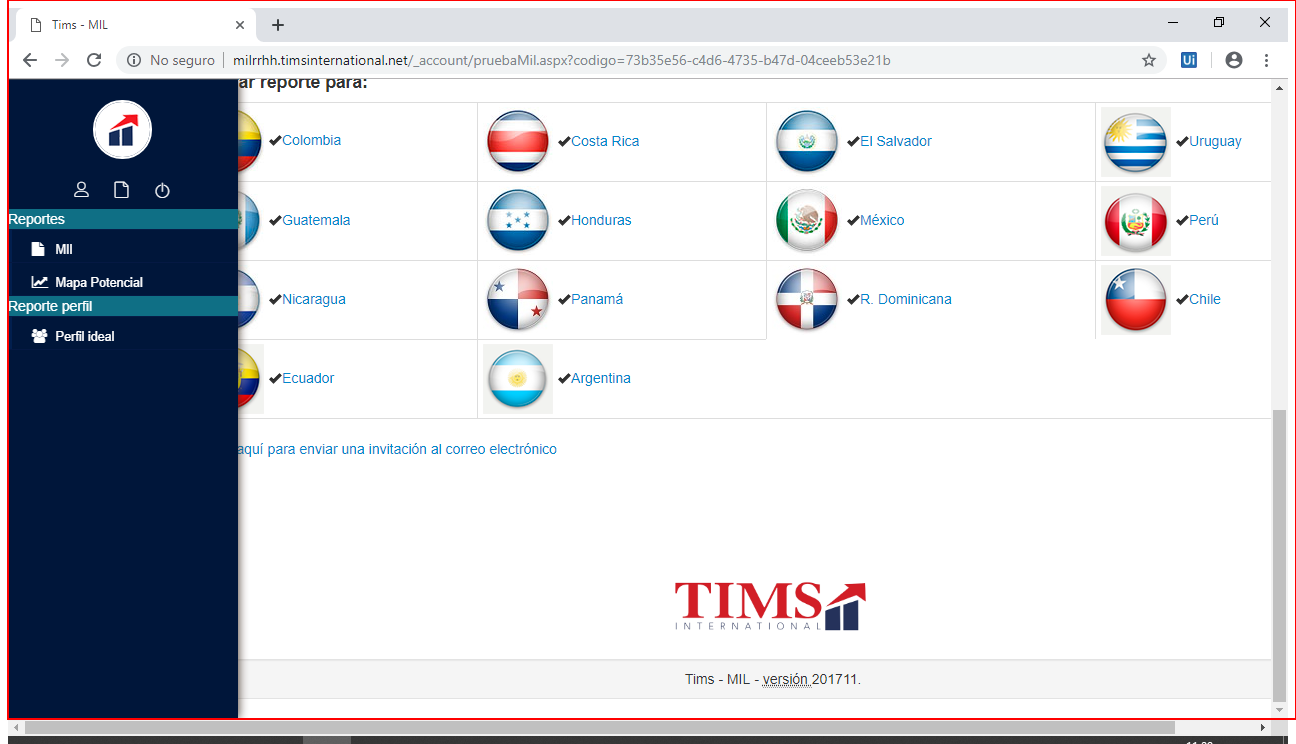 Tims - MIL
No seguro
milrrhh.timsinternational.net/_account/pruebaMil.aspx?codigo=73b35e56-c4d6-4735-b47d-04ceeb53e21b
Ui
ar reporte para:
Colombia
Costa Rica
El Salvador
Uruguay
Guatemala
Honduras
México
Perú
Nicaragua
Panamá
R. Dominicana
Chile
Ecuador
Argentina
Reportes
MIl
Mapa Potencial
Reporte perfil
Perfil ideal
aquí para enviar una invitación al correo electrónico
TIMS
INTERNATIONAL
Tims - MIL - versión 201711.